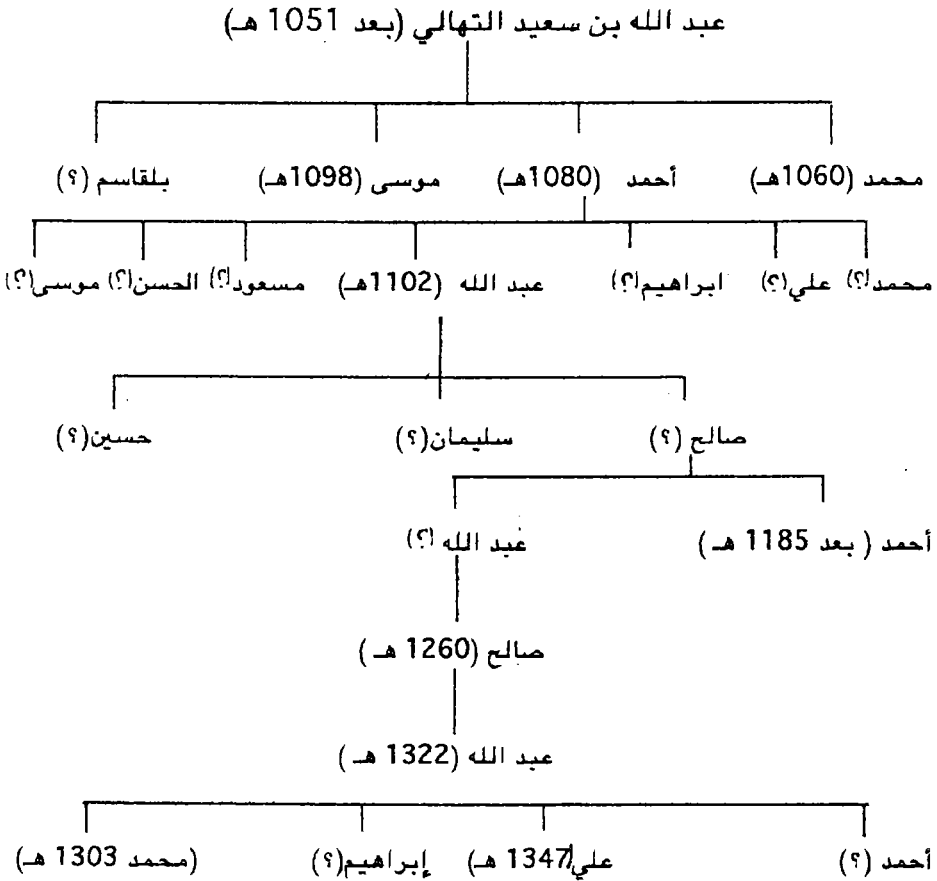 عبد الله بن سعيد التهالي (بعد 1051 هـ)
محمد (1060هـ) أحمد (1080هـ) موسى (1098هـ) بلقاسم (؟)
محمد(؟) علي(؟) ابراهيم(؟) عبد الله (1102هـ) مسعود(؟) الحسن(؟) موسى(؟)
صالح (؟) سليمان(؟) حسين(؟)
أحمد ( بعد 1185 هـ ) عبد الله (؟)
صالح (1260 هـ )
عبد الله (1322 هـ )
أحمد (؟) علي(1347 هـ) إبراهيم(؟) (محمد 1303 هـ)